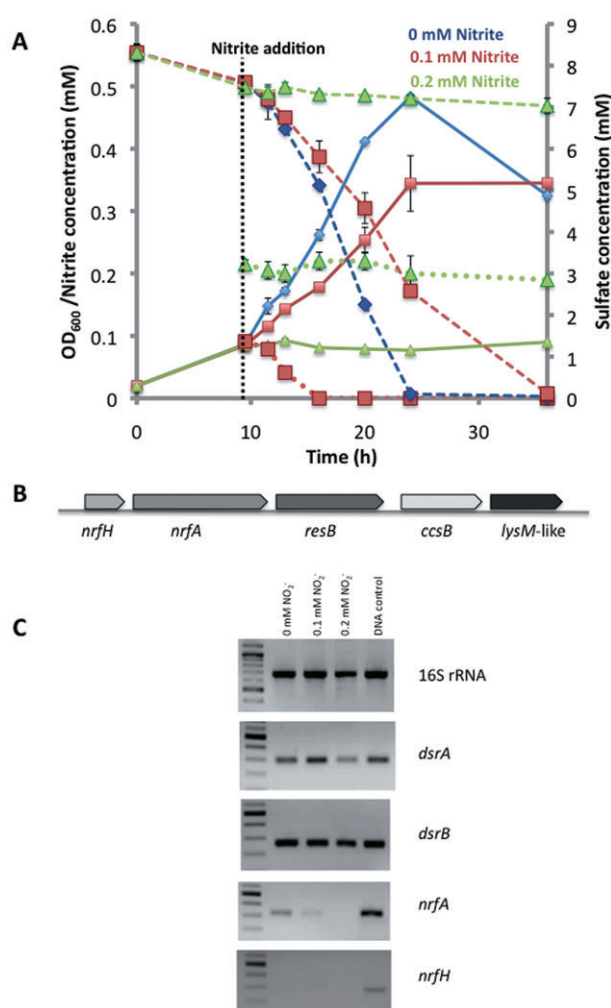 A
Nitrite addition
0 mM Nitrite
0.1 mM Nitrite
0.2 mM Nitrite
OD600 /Nitrite concentration (mM)
0.6
0.5
0.4
0.3
0.2
0.1
0
9
8
7
6
5
4
3
2
1
0
Sulfate concentration (mM)
0 10 20 30
Time (h)
B
nrfH nrfA resB ccsB lysM-like
C
0 mM NO2-
0.1 mM NO2-
0.2 mM NO2-
DNA control
16S rRNA
dsrA
dsrB
nrfA
nrfH